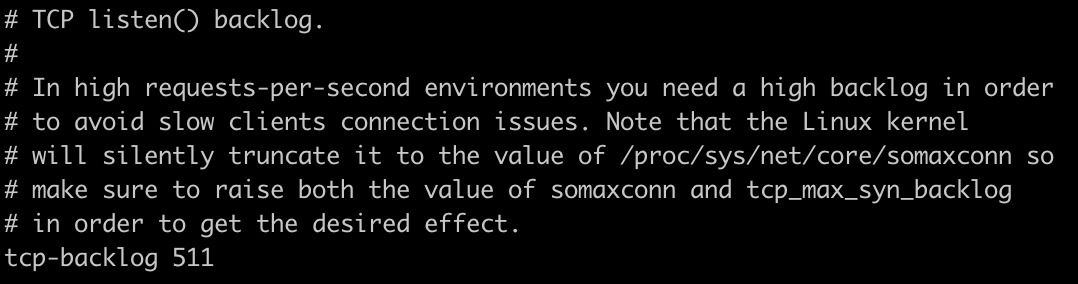 # TCP listen() backlog.
#
# In high requests-per-second environments you need a high backlog in order
# to avoid slow clients connection issues. Note that the Linux kernel
# will silently truncate it to the value of /proc/sys/net/core/somaxconn so
# make sure to raise both the value of somaxconn and tcp_max_syn_backlog
# in order to get the desired effect.
tcp-backlog 511